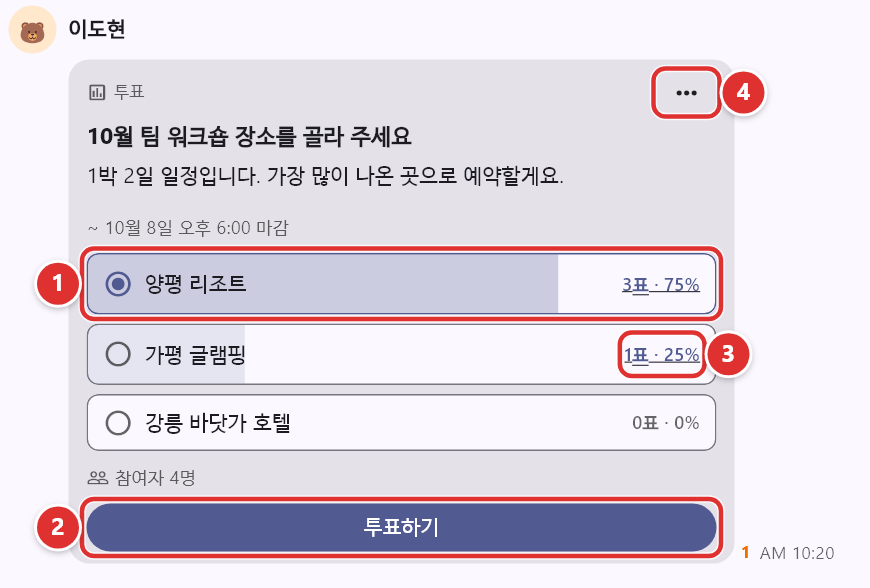 이도현
투표
4
10월 팀 워크숍 장소를 골라 주세요
1박 2일 일정입니다. 가장 많이 나온 곳으로 예약할게요.
~ 10월 8일 오후 6:00 마감
1
양평 리조트 3표 · 75%
가평 글램핑 1표 · 25%
3
강릉 바닷가 호텔 0표 · 0%
참여자 4명
2
투표하기
1 AM 10:20